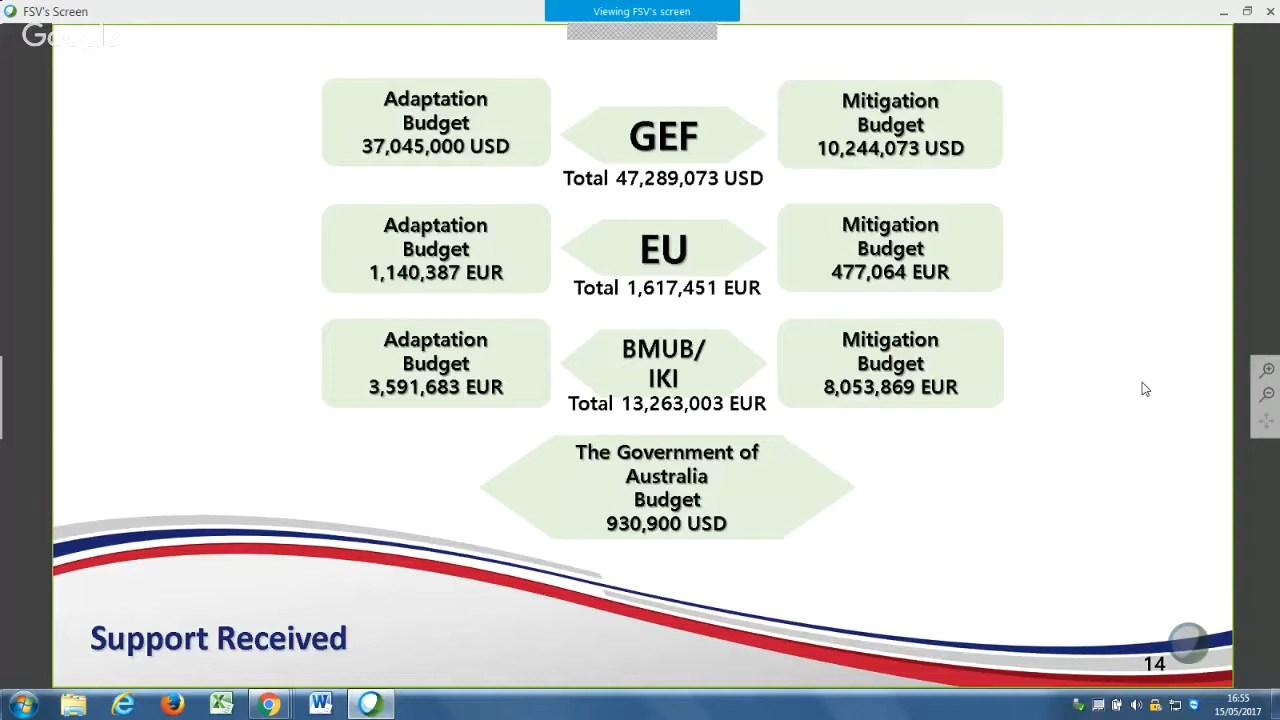 FSV's Screen
Viewing FSV's screen
Google
Adaptation
Budget
37,045,000 USD
GEF
Total 47,289,073 USD
Mitigation
Budget
10,244,073 USD
Adaptation
Budget
1,140,387 EUR
EU
Total 1,617,451 EUR
Mitigation
Budget
477,064 EUR
Adaptation
Budget
3,591,683 EUR
BMUB/
IKI
Total 13,263,003 EUR
Mitigation
Budget
8,053,869 EUR
The Government of
Australia
Budget
930,900 USD
Support Received
14
16:55
15/05/2017